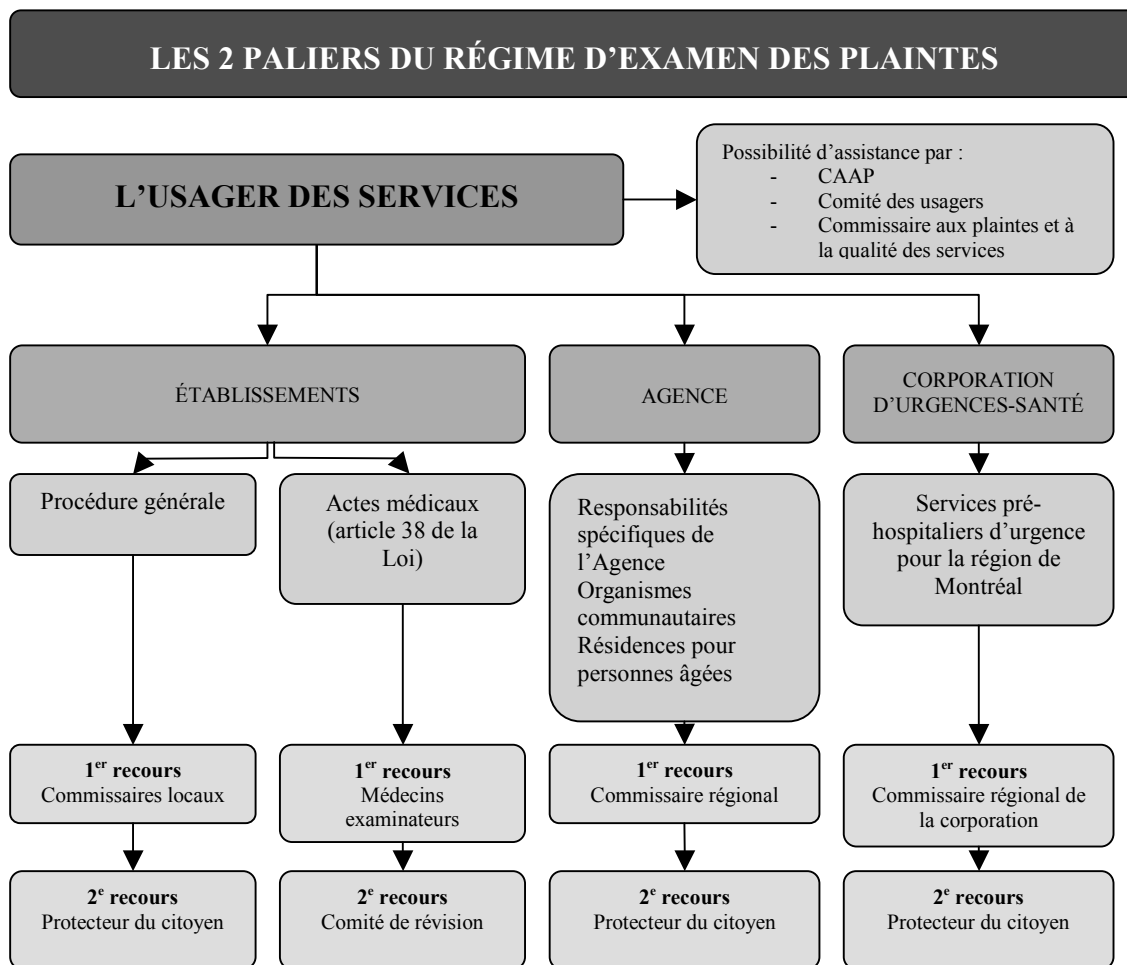 LES 2 PALIERS DU RÉGIME D'EXAMEN DES PLAINTES
L'USAGER DES SERVICES
Possibilité d'assistance par :
- CAAP
- Comité des usagers
- Commissaire aux plaintes et à
la qualité des services
ÉTABLISSEMENTS
AGENCE
CORPORATION
D'URGENCES-SANTÉ
Procédure générale
Actes médicaux
(article 38 de la
Loi)
Responsabilités
spécifiques de
l'Agence
Organismes
communautaires
Résidences pour
personnes âgées
Services pré-
hospitaliers d'urgence
pour la région de
Montréal
1er recours
Commissaires locaux
1er recours
Médecins
examinateurs
1er recours
Commissaire régional
1er recours
Commissaire régional de
la corporation
2e recours
Protecteur du citoyen
2e recours
Comité de révision
2e recours
Protecteur du citoyen
2e recours
Protecteur du citoyen